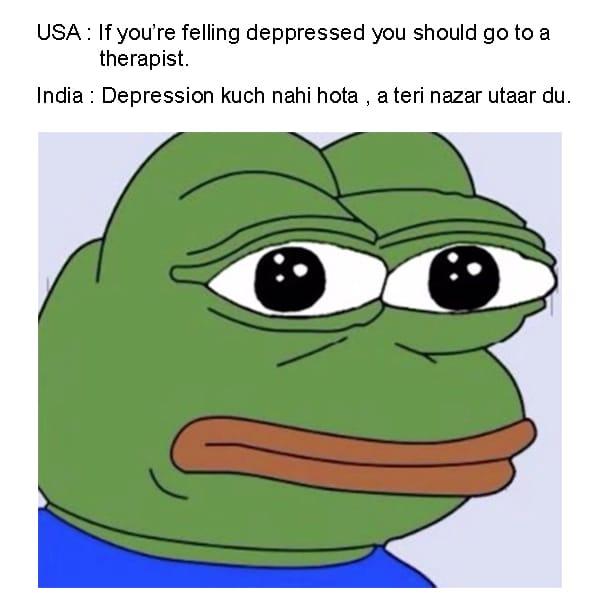 USA : If you're felling deppressed you should go to a
therapist.
India : Depression kuch nahi hota , a teri nazar utaar du.